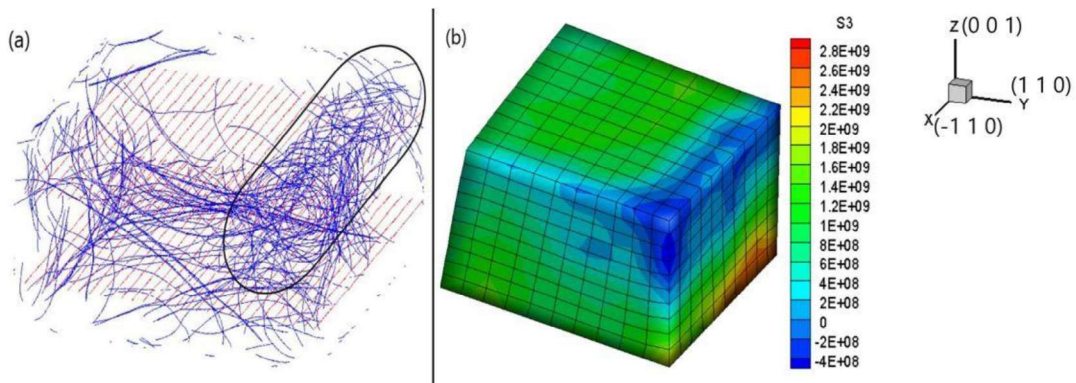 (a)
(b)
S3
2.8E+09
2.6E+09
2.4E+09
2.2E+09
2E+09
1.8E+09
1.6E+09
1.4E+09
1.2E+09
1E+09
8E+08
6E+08
4E+08
2E+08
0
-2E+08
-4E+08
Z(0 0 1)
(1 1 0)
Y
X
(-1 1 0)